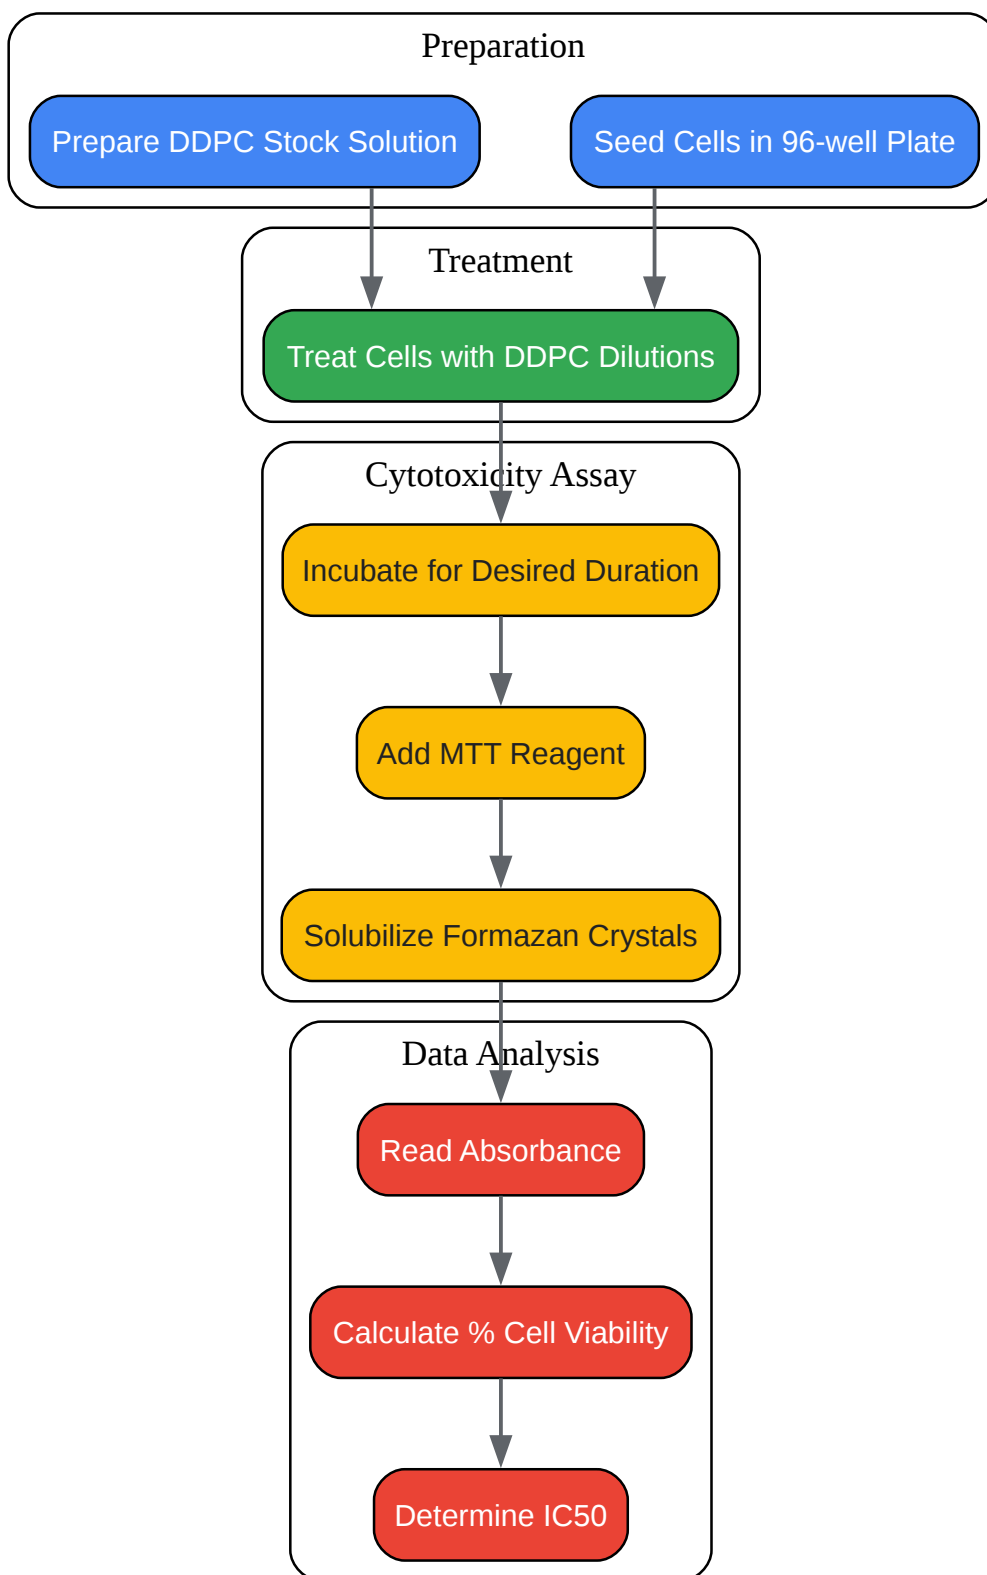 Preparation
Prepare DDPC Stock Solution
Seed Cells in 96-well Plate
Treatment
Treat Cells with DDPC Dilutions
Cytotoxicity Assay
Incubate for Desired Duration
Add MTT Reagent
Solubilize Formazan Crystals
Data Analysis
Read Absorbance
Calculate % Cell Viability
Determine IC50